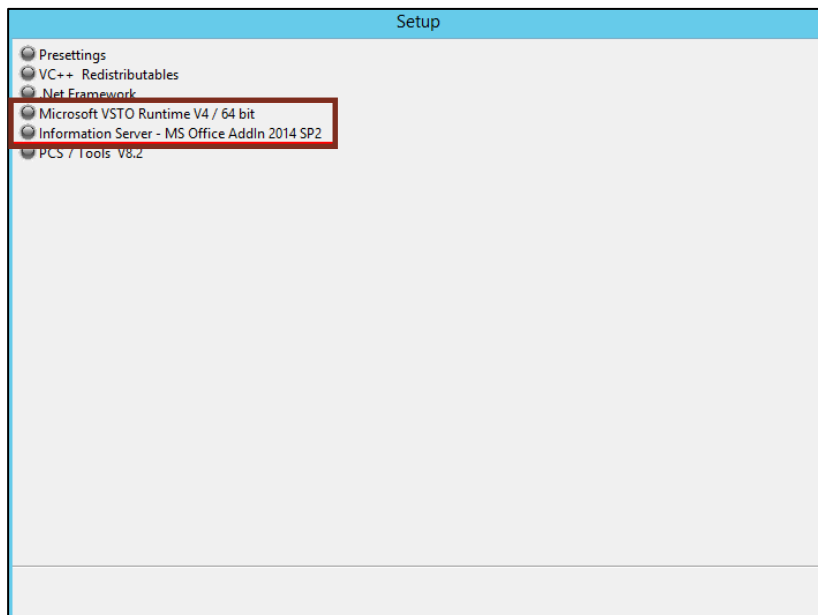 Setup
Presettings
VC++ Redistributables
.Net Framework
Microsoft VSTO Runtime V4 / 64 bit
Information Server - MS Office AddIn 2014 SP2
PCS 7 Tools V8.2